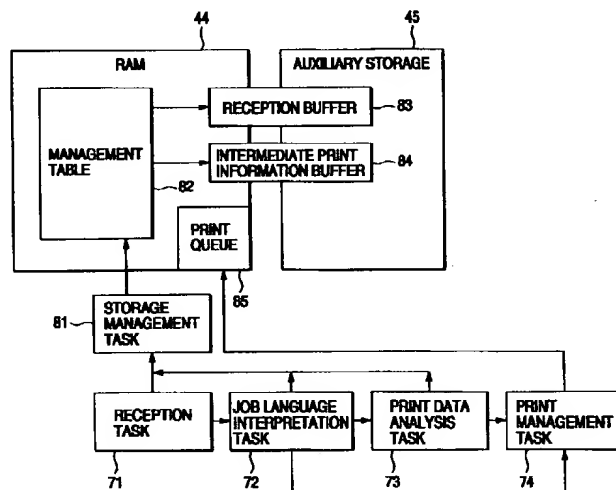 44
45
RAM
AUXILIARY STORAGE
RECEPTION BUFFER
83
MANAGEMENT
TABLE
82
INTERMEDIATE PRINT
INFORMATION BUFFER
84
PRINT
QUEUE
85
81
STORAGE
MANAGEMENT
TASK
RECEPTION
TASK
71
JOB LANGUAGE
INTERPRETATION
TASK
72
PRINT DATA
ANALYSIS
TASK
73
PRINT
MANAGEMENT
TASK
74